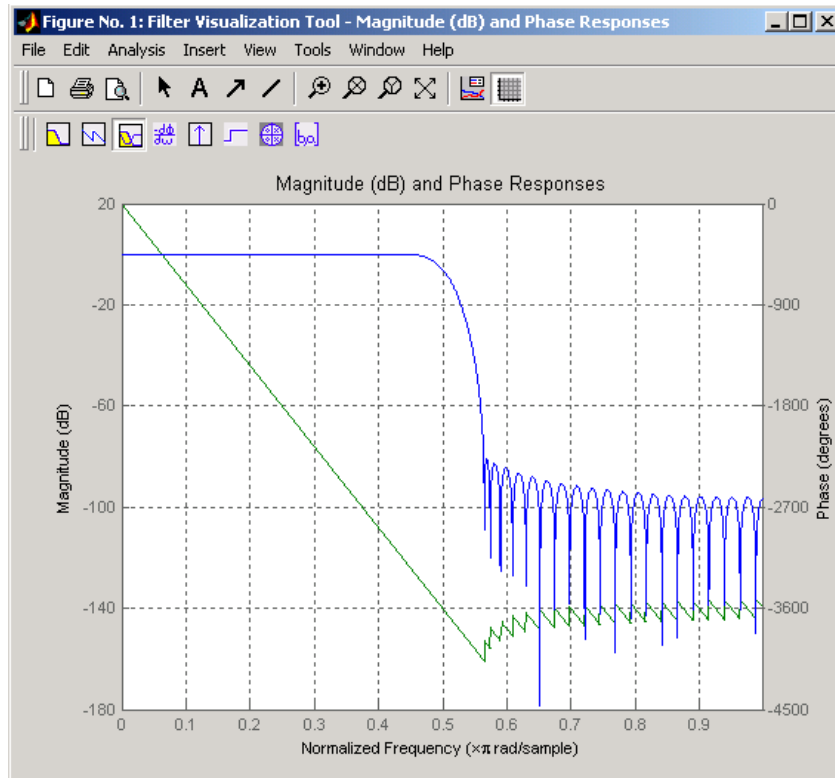 Figure No. 1: Filter Visualization Tool - Magnitude (dB) and Phase Responses
File Edit Analysis Insert View Tools Window Help
A
[b,a]
Magnitude (dB) and Phase Responses
20 0
-20 -900
-60 -1800
-100 -2700
-140 -3600
-180 -4500
Magnitude (dB)
Phase (degrees)
0 0.1 0.2 0.3 0.4 0.5 0.6 0.7 0.8 0.9
Normalized Frequency (×π rad/sample)